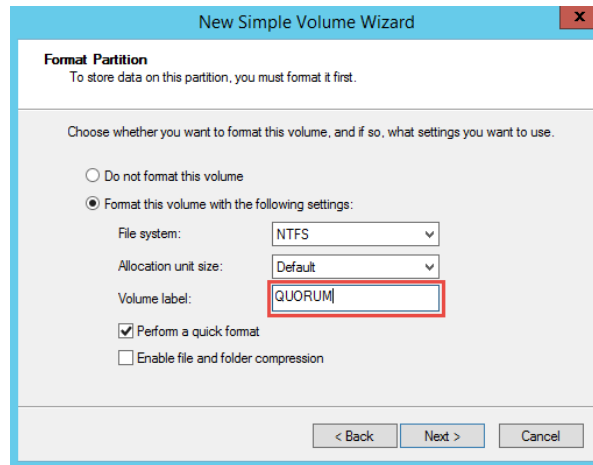 New Simple Volume Wizard
x
Format Partition
To store data on this partition, you must format it first.
Choose whether you want to format this volume, and if so, what settings you want to use.
Do not format this volume
Format this volume with the following settings:
File system: NTFS
Allocation unit size: Default
Volume label: QUORUM
Perform a quick format
Enable file and folder compression
< Back Next > Cancel